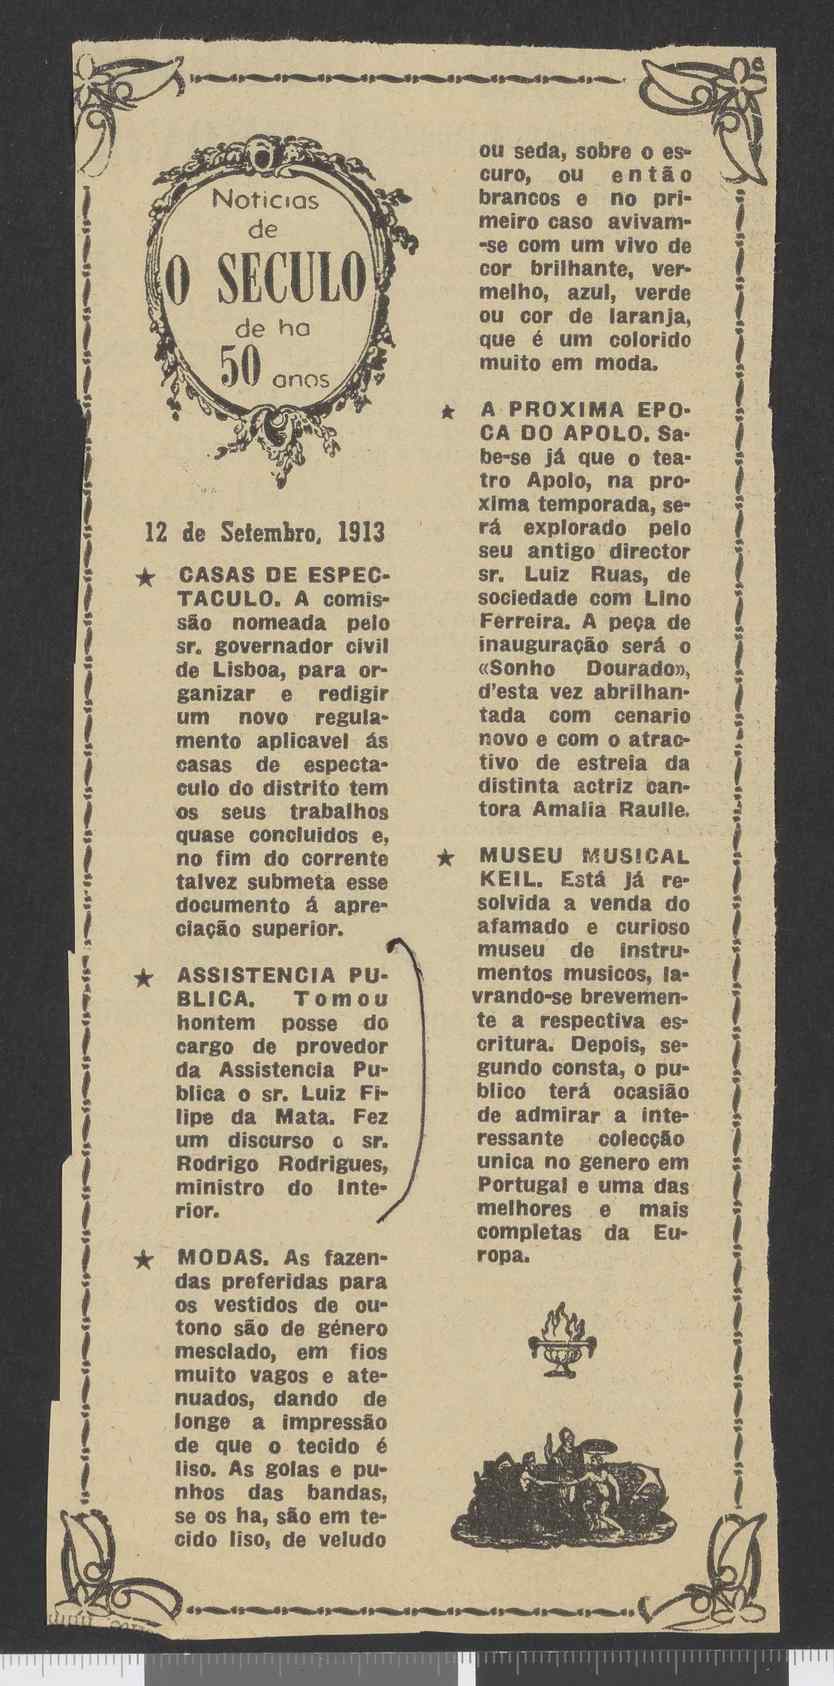 Noticias
de
O SECULO
de ha
50 anos
12 de Setembro, 1913
★ CASAS DE ESPEC-
TACULO. A comis-
são nomeada pelo
sr. governador civil
de Lisboa, para or-
ganizar e redigir
um novo regula-
mento aplicavel ás
casas de especta-
culo do distrito tem
os seus trabalhos
quase concluidos e,
no fim do corrente
talvez submeta esse
documento á apre-
ciação superior.
★ ASSISTENCIA PU-
BLICA. Tomou
hontem posse do
cargo de provedor
da Assistencia Pu-
blica o sr. Luiz Fi-
lipe da Mata. Fez
um discurso o sr.
Rodrigo Rodrigues,
ministro do Inte-
rior.
★ MODAS. As fazen-
das preferidas para
os vestidos de ou-
tono são de género
mesclado, em fios
muito vagos e ate-
nuados, dando de
longe a impressão
de que o tecido é
liso. As golas e pu-
nhos das bandas,
se os ha, são em te-
cido liso, de veludo
ou seda, sobre o es-
curo, ou então
brancos e no pri-
meiro caso avivam-
-se com um vivo de
cor brilhante, ver-
melho, azul, verde
ou cor de laranja,
que é um colorido
muito em moda.
★ A PROXIMA EPO-
CA DO APOLO. Sa-
be-se já que o tea-
tro Apolo, na pro-
xima temporada, se-
rá explorado pelo
seu antigo director
sr. Luiz Ruas, de
sociedade com Lino
Ferreira. A peça de
inauguração será o
«Sonho Dourado»,
d'esta vez abrilhan-
tada com cenario
novo e com o atrac-
tivo de estreia da
distinta actriz can-
tora Amalia Raulle.
★ MUSEU MUSICAL
KEIL. Está já re-
solvida a venda do
afamado e curioso
museu de instru-
mentos musicos, la-
vrando-se brevemen-
te a respectiva es-
critura. Depois, se-
gundo consta, o pu-
blico terá ocasião
de admirar a inte-
ressante colecção
unica no genero em
Portugal e uma das
melhores e mais
completas da Eu-
ropa.